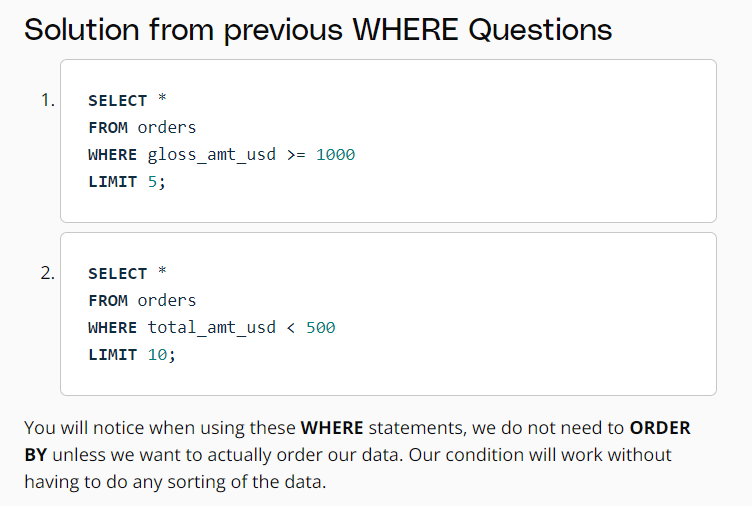 Solution from previous WHERE Questions
1.
SELECT *
FROM orders
WHERE gloss_amt_usd >= 1000
LIMIT 5;
2.
SELECT *
FROM orders
WHERE total_amt_usd < 500
LIMIT 10;
You will notice when using these WHERE statements, we do not need to ORDER
BY unless we want to actually order our data. Our condition will work without
having to do any sorting of the data.